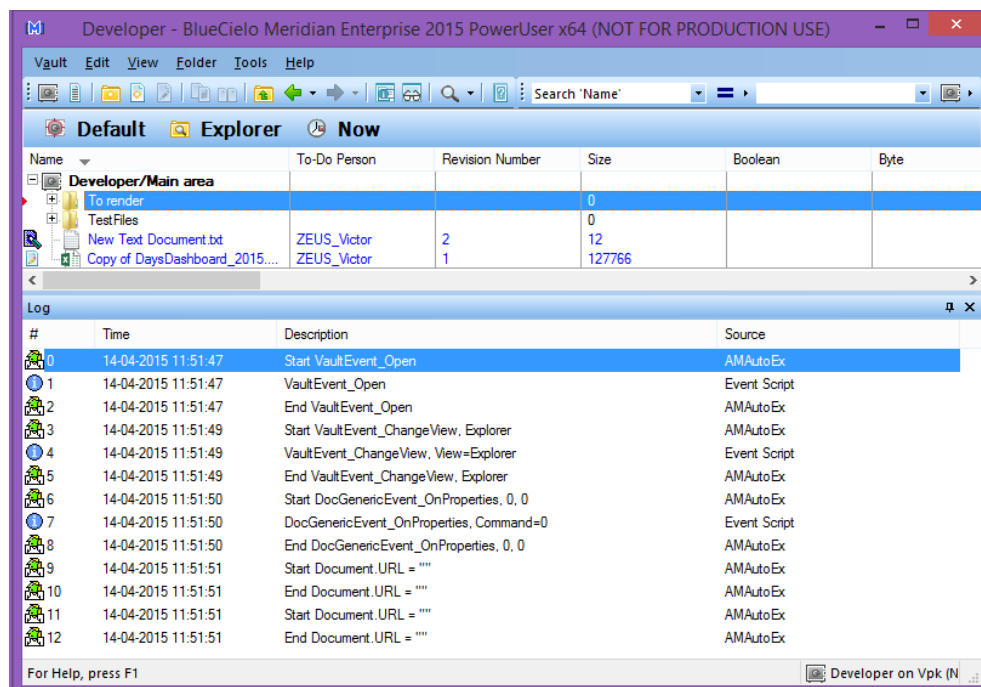 Developer - BlueCielo Meridian Enterprise 2015 PowerUser x64 (NOT FOR PRODUCTION USE)
Vault Edit View Folder Tools Help
Search 'Name'
Default Explorer Now
Name To-Do Person Revision Number Size Boolean Byte
Developer/Main area
To render 0
TestFiles 0
New Text Document.txt ZEUS_Victor 2 12
Copy of DaysDashboard_2015.... ZEUS_Victor 1 127766
Log
# Time Description Source
0 14-04-2015 11:51:47 Start VaultEvent_Open AMAutoEx
1 14-04-2015 11:51:47 VaultEvent_Open Event Script
2 14-04-2015 11:51:47 End VaultEvent_Open AMAutoEx
3 14-04-2015 11:51:49 Start VaultEvent_ChangeView, Explorer AMAutoEx
4 14-04-2015 11:51:49 VaultEvent_ChangeView, View=Explorer Event Script
5 14-04-2015 11:51:49 End VaultEvent_ChangeView, Explorer AMAutoEx
6 14-04-2015 11:51:50 Start DocGenericEvent_OnProperties, 0, 0 AMAutoEx
7 14-04-2015 11:51:50 DocGenericEvent_OnProperties, Command=0 Event Script
8 14-04-2015 11:51:50 End DocGenericEvent_OnProperties, 0, 0 AMAutoEx
9 14-04-2015 11:51:51 Start Document.URL = "" AMAutoEx
10 14-04-2015 11:51:51 End Document.URL = "" AMAutoEx
11 14-04-2015 11:51:51 Start Document.URL = "" AMAutoEx
12 14-04-2015 11:51:51 End Document.URL = "" AMAutoEx
For Help, press F1 Developer on Vpk (N